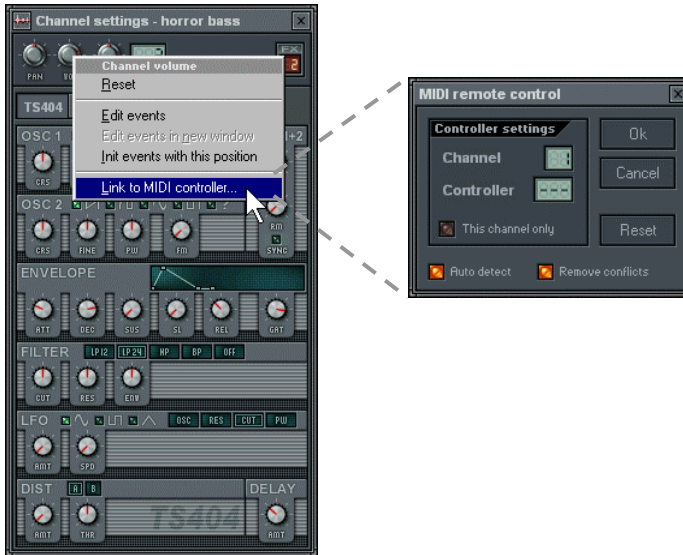 Channel settings - horror bass
PAN
FX
2
Channel volume
Reset
Edit events
Edit events in new window
Init events with this position
Link to MIDI controller...
TS404
OSC 1
1+2
CRS
OSC 2
?
CRS FINE PW FM
RM
SYNC
ENVELOPE
ATT DEC SUS SL REL GAT
FILTER LP12 LP24 HP BP OFF
CUT RES ENV
LFO OSC RES CUT PW
AMT SPD
DIST A B DELAY
AMT THR TS404 AMT
MIDI remote control
Controller settings
Channel 1
Controller ---
This channel only
Ok
Cancel
Reset
Auto detect Remove conflicts